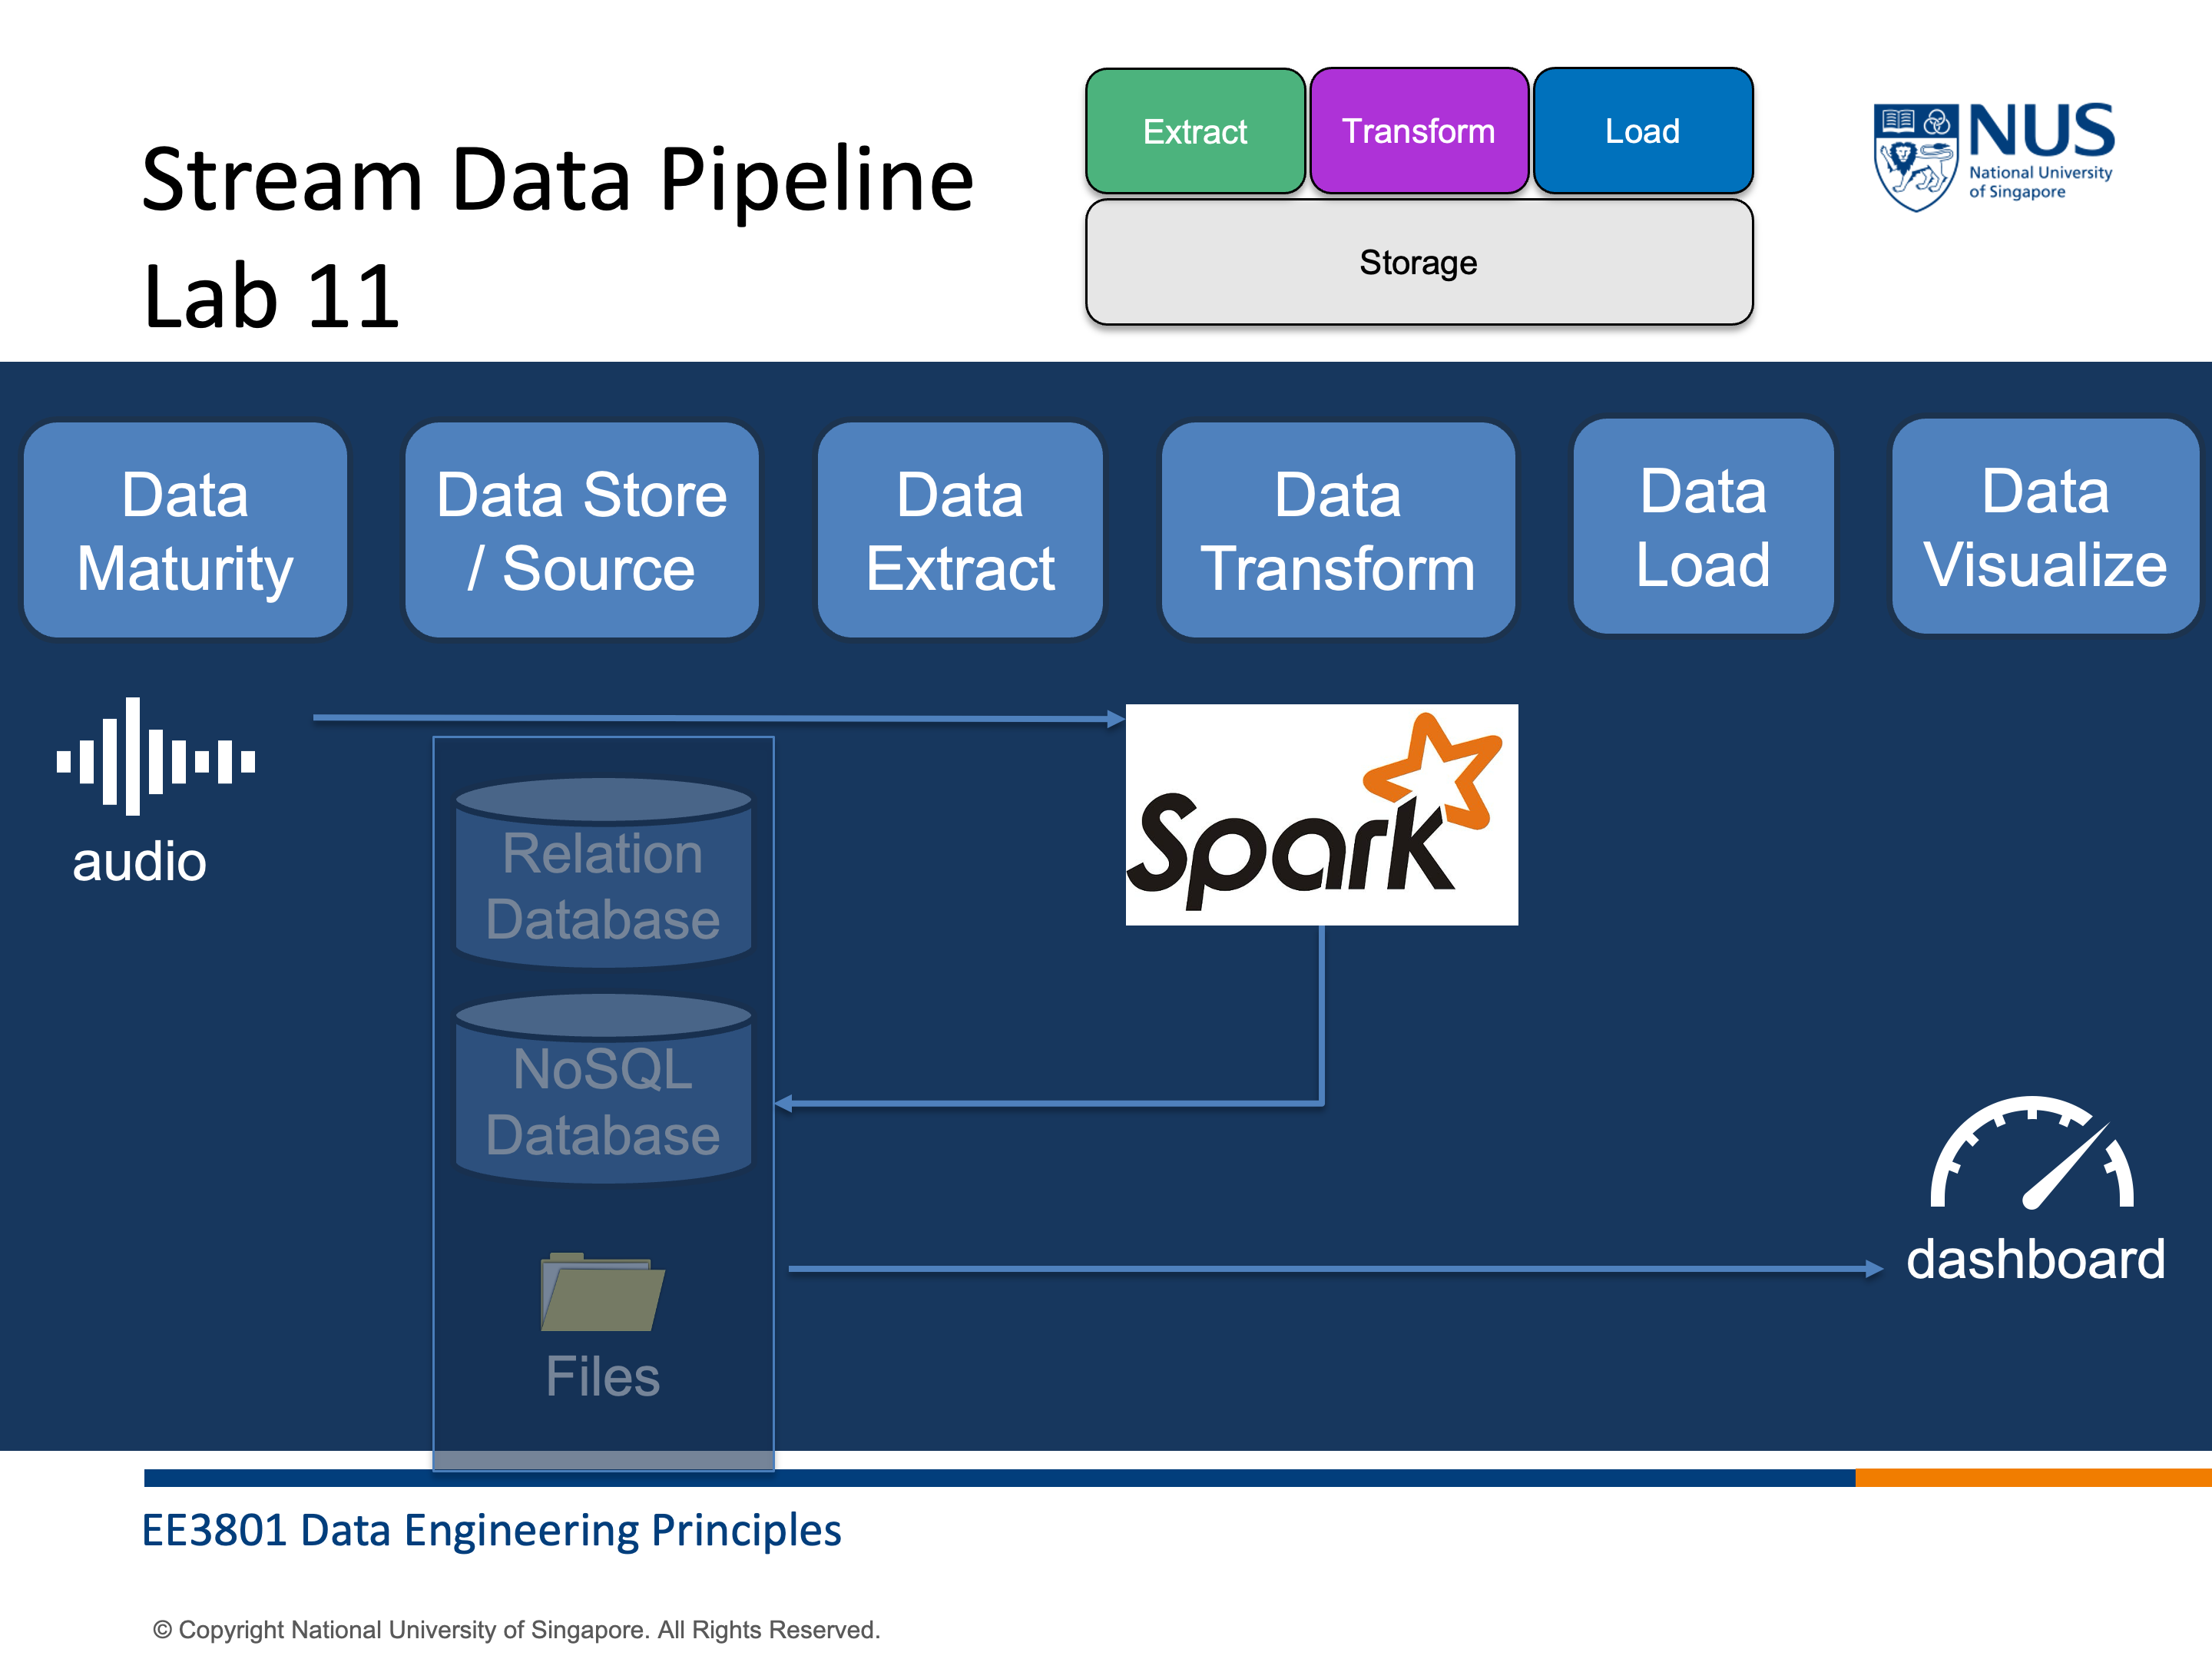 Stream Data Pipeline
Lab 11
Extract
Transform
Load
Storage
NUS
National University
of Singapore
Data
Maturity
Data Store
/ Source
Data
Extract
Data
Transform
Data
Load
Data
Visualize
audio
Relation
Database
NoSQL
Database
Files
Spark
dashboard
EE3801 Data Engineering Principles
© Copyright National University of Singapore. All Rights Reserved.